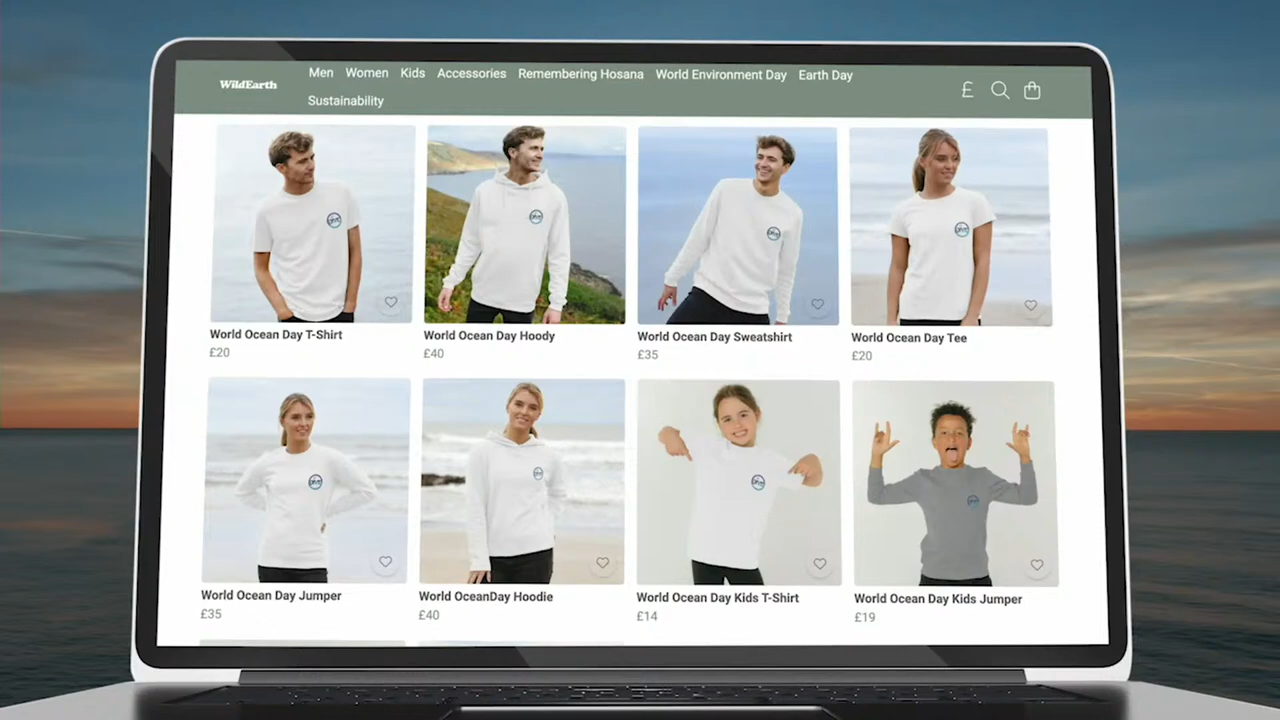 WildEarth
Men Women Kids Accessories Remembering Hosana World Environment Day Earth Day
Sustainability
£
World Ocean Day T-Shirt
£20
World Ocean Day Hoody
£40
World Ocean Day Sweatshirt
£35
World Ocean Day Tee
£20
World Ocean Day Jumper
£35
World OceanDay Hoodie
£40
World Ocean Day Kids T-Shirt
£14
World Ocean Day Kids Jumper
£19